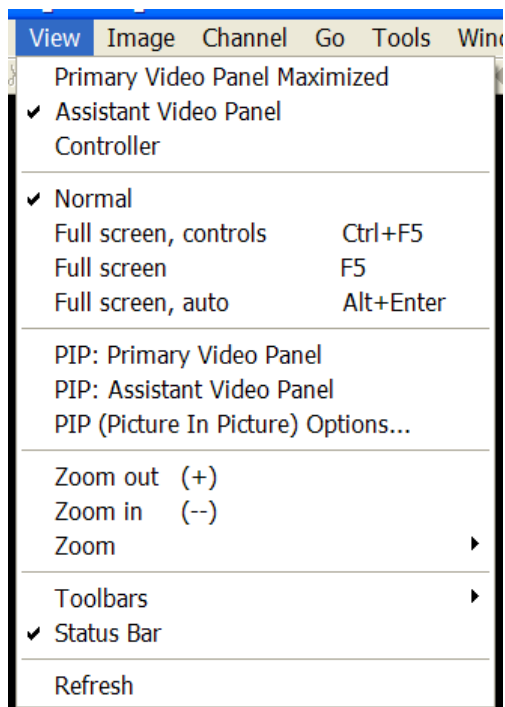 View Image Channel Go Tools
Primary Video Panel Maximized
Assistant Video Panel
Controller
Normal
Full screen, controls Ctrl+F5
Full screen F5
Full screen, auto Alt+Enter
PIP: Primary Video Panel
PIP: Assistant Video Panel
PIP (Picture In Picture) Options...
Zoom out (+)
Zoom in (--)
Zoom
Toolbars
Status Bar
Refresh